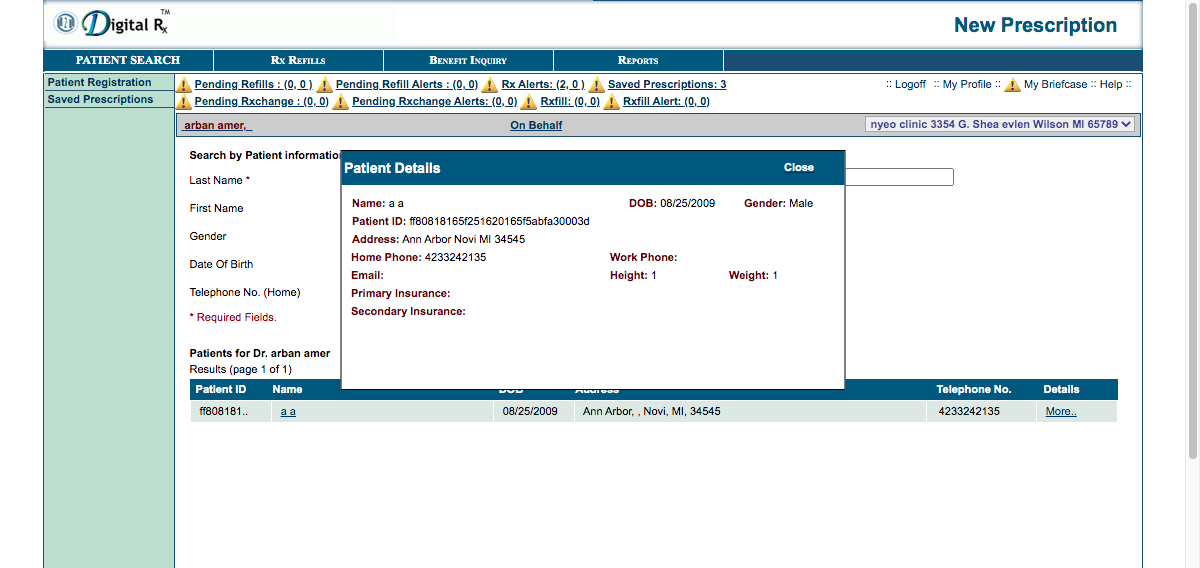 Digital Rx TM
New Prescription
PATIENT SEARCH RX REFILLS BENEFIT INQUIRY REPORTS
Patient Registration
Saved Prescriptions
Pending Refills : (0, 0 ) Pending Refill Alerts : (0, 0) Rx Alerts: (2, 0 ) Saved Prescriptions: 3
:: Logoff :: My Profile :: My Briefcase :: Help ::
Pending Rxchange : (0, 0) Pending Rxchange Alerts: (0, 0) Rxfill: (0, 0) Rxfill Alert: (0, 0)
arban amer, On Behalf nyeo clinic 3354 G. Shea evlen Wilson MI 65789
Search by Patient information
Last Name *
First Name
Gender
Date Of Birth
Telephone No. (Home)
* Required Fields.
Patient Details Close
Name: a a DOB: 08/25/2009 Gender: Male
Patient ID: ff80818165f251620165f5abfa30003d
Address: Ann Arbor Novi MI 34545
Home Phone: 4233242135 Work Phone:
Email: Height: 1 Weight: 1
Primary Insurance:
Secondary Insurance:
Patients for Dr. arban amer
Results (page 1 of 1)
Patient ID Name DOB Address Telephone No. Details
ff808181.. a a 08/25/2009 Ann Arbor, , Novi, MI, 34545 4233242135 More..